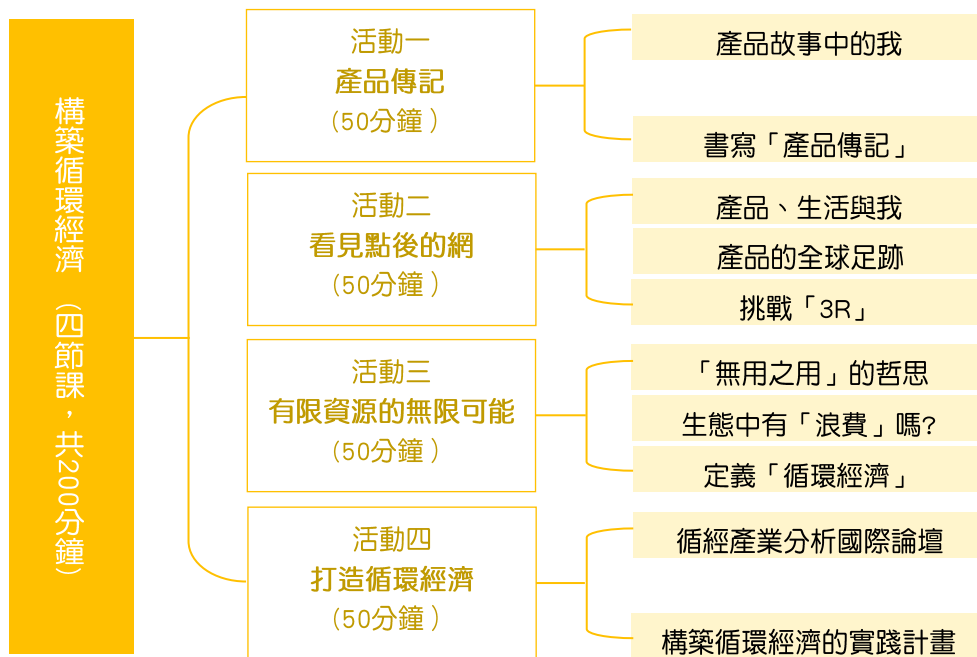 構築循環經濟 (四節課，共200分鐘)
活動一
產品傳記
(50分鐘)
產品故事中的我
書寫「產品傳記」
活動二
看見點後的網
(50分鐘)
產品、生活與我
產品的全球足跡
挑戰「3R」
活動三
有限資源的無限可能
(50分鐘)
「無用之用」的哲思
生態中有「浪費」嗎?
定義「循環經濟」
活動四
打造循環經濟
(50分鐘)
循經產業分析國際論壇
構築循環經濟的實踐計畫